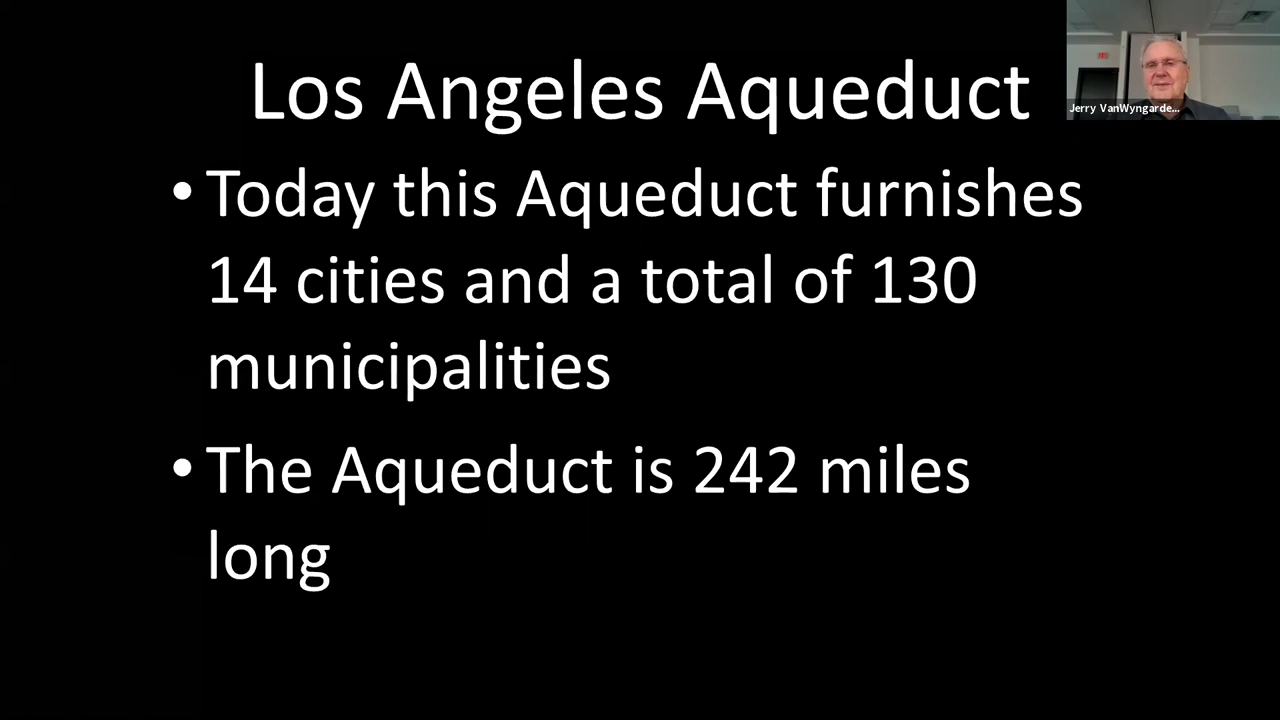 Los Angeles Aqueduct
Jerry VanWyngarde...
• Today this Aqueduct furnishes
14 cities and a total of 130
municipalities
• The Aqueduct is 242 miles
long